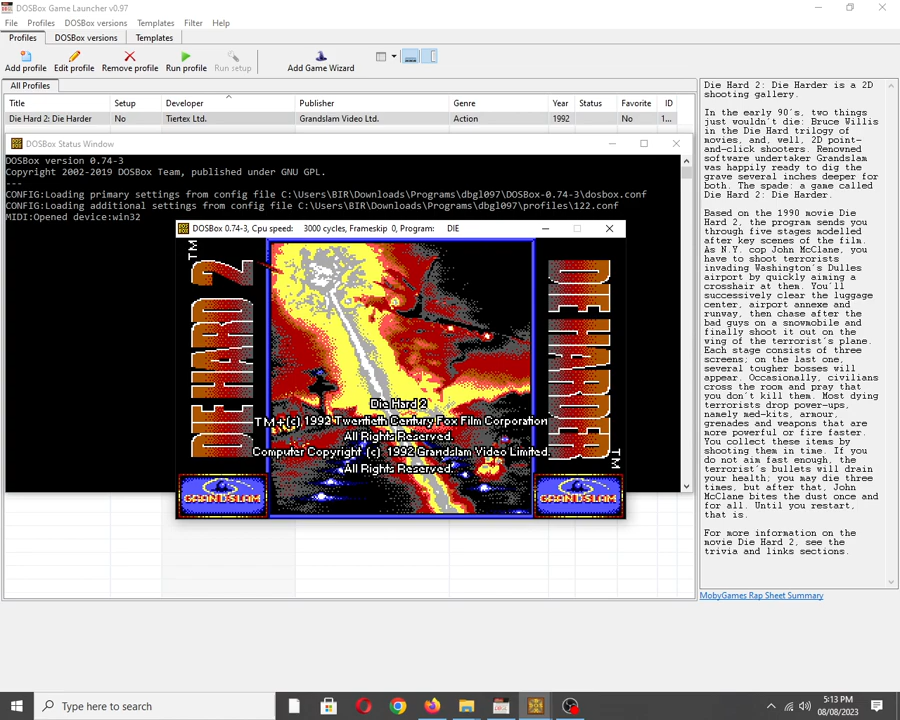 DOSBox Game Launcher v0.97
File Profiles DOSBox versions Templates Filter Help
Profiles DOSBox versions Templates
Add profile Edit profile Remove profile Run profile Run setup Add Game Wizard
All Profiles
Title Setup Developer Publisher Genre Year Status Favorite ID
Die Hard 2: Die Harder No Tiertex Ltd. Grandslam Video Ltd. Action 1992 No 1...
DOSBox Status Window
DOSBox version 0.74-3
Copyright 2002-2019 DOSBox Team, published under GNU GPL.
---
CONFIG:Loading primary settings from config file C:\Users\BIR\Downloads\Programs\dbgl097\DOSBox-0.74-3\dosbox.conf
CONFIG:Loading additional settings from config file C:\Users\BIR\Downloads\Programs\dbgl097\profiles\122.conf
MIDI:Opened device:win32
DOSBox 0.74-3, Cpu speed: 3000 cycles, Frameskip 0, Program: DIE
DIE HARD 2
TM
DIE HARDER
TM
Die Hard 2
TM+(c) 1992 Twentieth Century Fox Film Corporation
All Rights Reserved.
Computer Copyright (c) 1992 Grandslam Video Limited.
All Rights Reserved.
GRANDSLAM
GRANDSLAM
Die Hard 2: Die Harder is a 2D
shooting gallery.
In the early 90's, two things
just wouldn't die: Bruce Willis
in the Die Hard trilogy of
movies, and, well, 2D point-
and-click shooters. Renowned
software undertaker Grandslam
was happily ready to dig the
grave several inches deeper for
both. The spade: a game called
Die Hard 2: Die Harder.
Based on the 1990 movie Die
Hard 2, the program sends you
through five stages modelled
after key scenes of the film.
As N.Y. cop John McClane, you
have to shoot terrorists
invading Washington's Dulles
airport by quickly aiming a
crosshair at them. You'll
successively clear the luggage
center, airport annexe and
runway, then chase after the
bad guys on a snowmobile and
finally shoot it out on the
wing of the terrorist's plane.
Each stage consists of three
screens; on the last one,
several tougher bosses will
appear. Occasionally, civilians
cross the room and pray that
you don't kill them. Most dying
terrorists drop power-ups,
namely med-kits, armour,
grenades and weapons that are
more powerful or fire faster.
You collect these items by
shooting them in time. If you
do not aim fast enough, the
terrorist's bullets will drain
your health; you may die three
times, but after that, John
McClane bites the dust once and
for all. Until you restart,
that is.
For more information on the
movie Die Hard 2, see the
trivia and links sections.
MobyGames Rap Sheet Summary
Type here to search
5:13 PM
08/08/2023